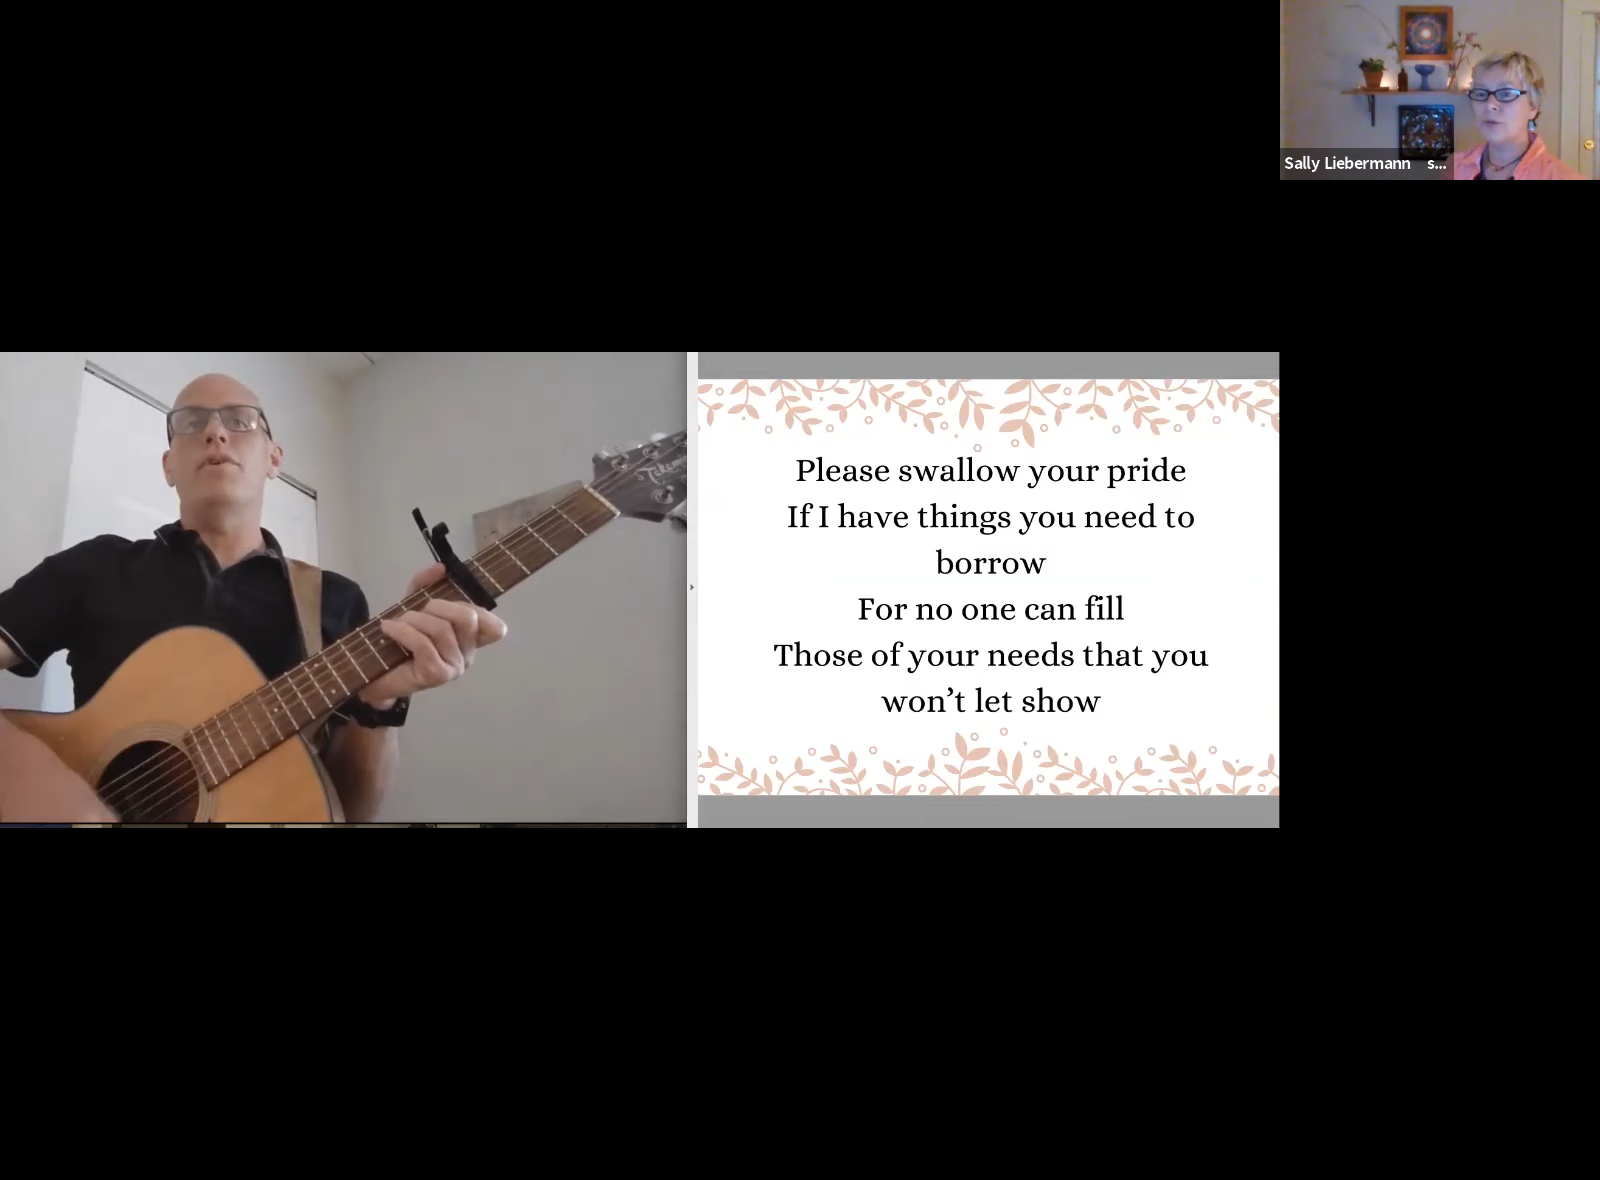 Sally Liebermann s...
Please swallow your pride
If I have things you need to
borrow
For no one can fill
Those of your needs that you
won’t let show